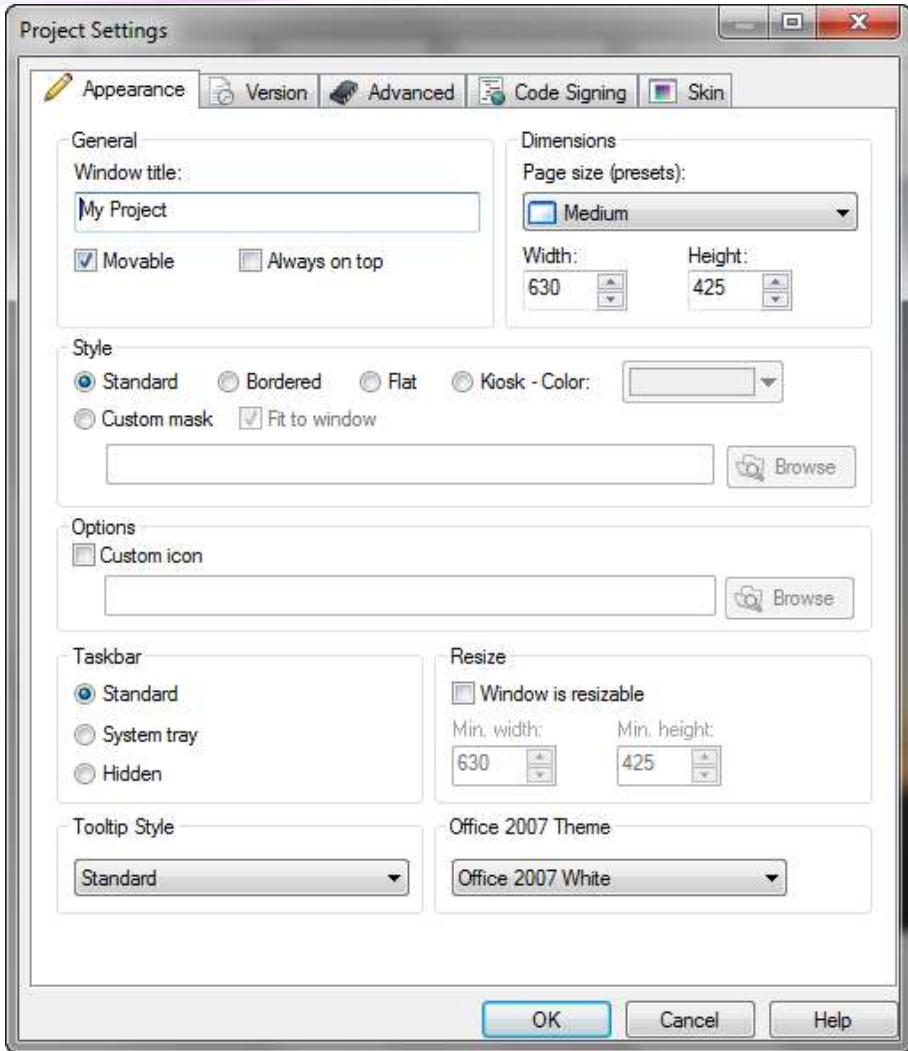 Project Settings
Appearance Version Advanced Code Signing Skin
General
Window title:
My Project
Movable Always on top
Dimensions
Page size (presets):
Medium
Width: Height:
630 425
Style
Standard Bordered Flat Kiosk - Color:
Custom mask Fit to window
Browse
Options
Custom icon
Browse
Taskbar
Standard
System tray
Hidden
Resize
Window is resizable
Min. width: Min. height:
630 425
Tooltip Style
Standard
Office 2007 Theme
Office 2007 White
OK Cancel Help